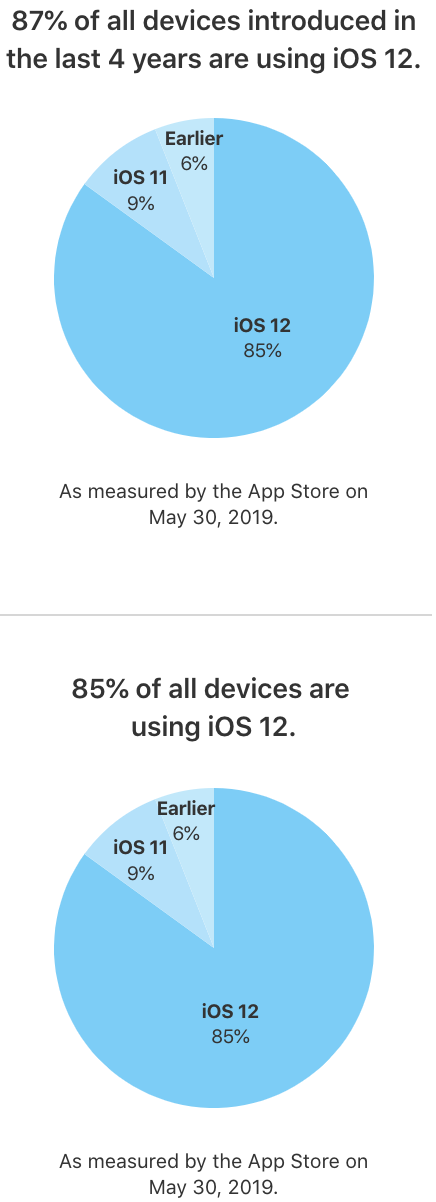 87% of all devices introduced in
the last 4 years are using iOS 12.
Earlier
6%
iOS 11
9%
iOS 12
85%
As measured by the App Store on
May 30, 2019.
85% of all devices are
using iOS 12.
Earlier
6%
iOS 11
9%
iOS 12
85%
As measured by the App Store on
May 30, 2019.